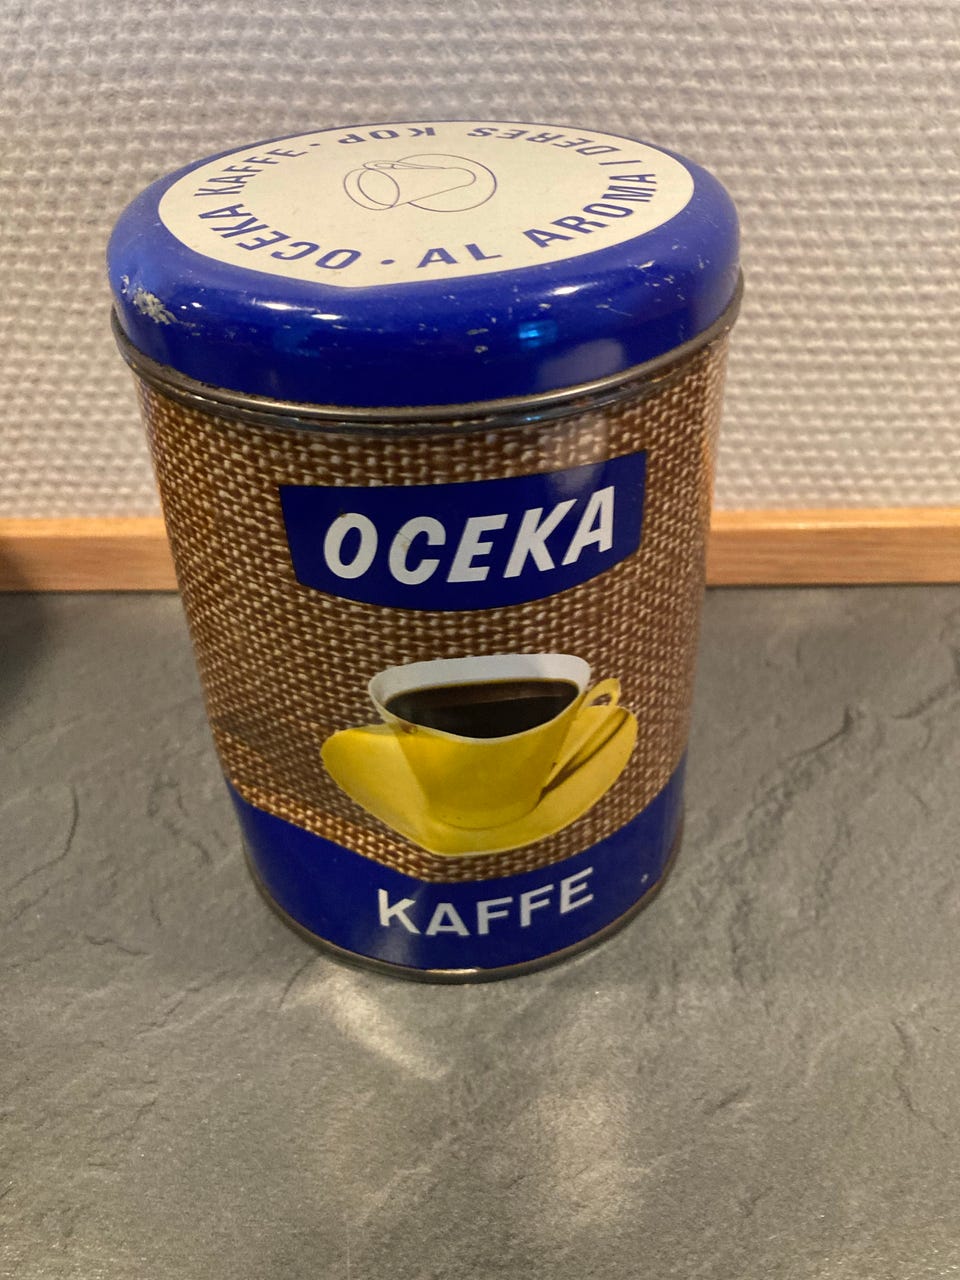 OCEKA KAFFE · AL AROMA I DERES KOP ·
OCEKA
KAFFE